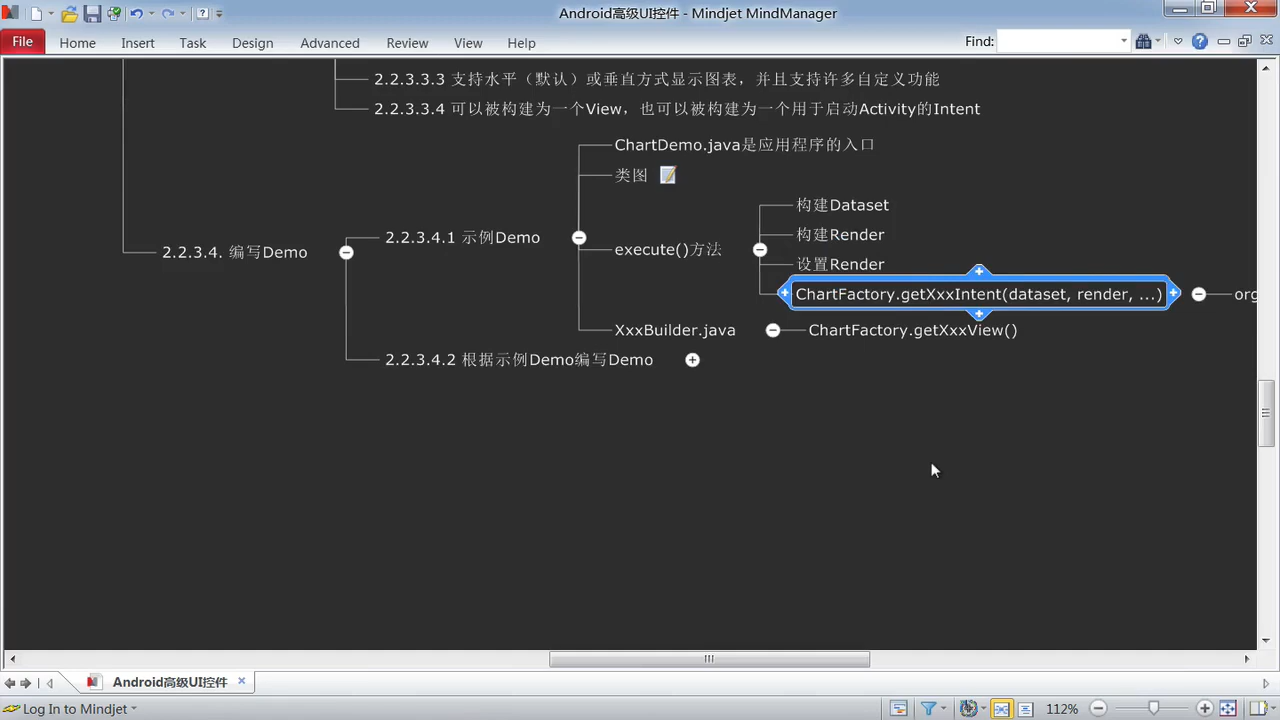 Android高级UI控件 - Mindjet MindManager
File Home Insert Task Design Advanced Review View Help Find:
2.2.3.3.3 支持水平（默认）或垂直方式显示图表，并且支持许多自定义功能
2.2.3.3.4 可以被构建为一个View，也可以被构建为一个用于启动Activity的Intent
ChartDemo.java是应用程序的入口
类图
构建Dataset
构建Render
2.2.3.4. 编写Demo
2.2.3.4.1 示例Demo
execute()方法
设置Render
ChartFactory.getXxxIntent(dataset, render, ...)
org
XxxBuilder.java
ChartFactory.getXxxView()
2.2.3.4.2 根据示例Demo编写Demo
Android高级UI控件
Log In to Mindjet
112%